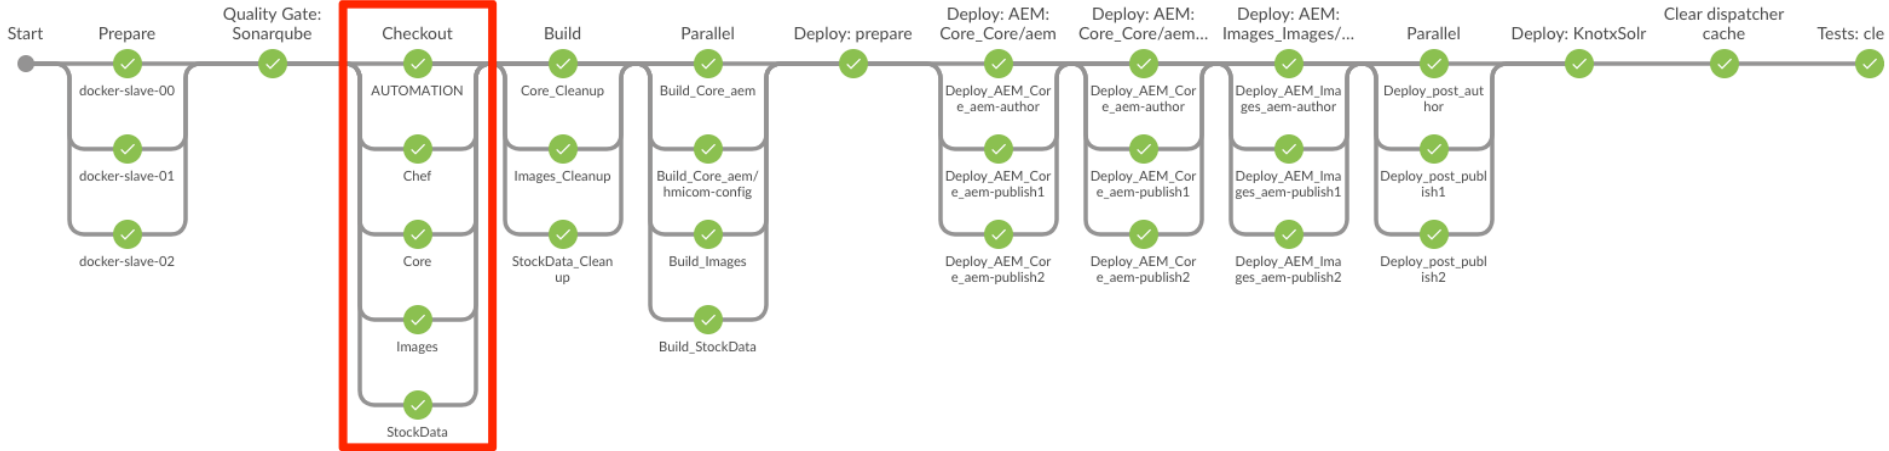 Start
Prepare
docker-slave-00
docker-slave-01
docker-slave-02
Quality Gate:
Sonarqube
Checkout
AUTOMATION
Chef
Core
Images
StockData
Build
Core_Cleanup
Images_Cleanup
StockData_Clean
up
Parallel
Build_Core_aem
Build_Core_aem/
hmicom-config
Build_Images
Build_StockData
Deploy: prepare
Deploy: AEM:
Core_Core/aem
Deploy_AEM_Cor
e_aem-author
Deploy_AEM_Cor
e_aem-publish1
Deploy_AEM_Cor
e_aem-publish2
Deploy: AEM:
Core_Core/aem...
Deploy_AEM_Cor
e_aem-author
Deploy_AEM_Cor
e_aem-publish1
Deploy_AEM_Cor
e_aem-publish2
Deploy: AEM:
Images_Images/...
Deploy_AEM_Ima
ges_aem-author
Deploy_AEM_Ima
ges_aem-publish1
Deploy_AEM_Ima
ges_aem-publish2
Parallel
Deploy_post_aut
hor
Deploy_post_publ
ish1
Deploy_post_publ
ish2
Deploy: KnotxSolr
Clear dispatcher
cache
Tests: cle